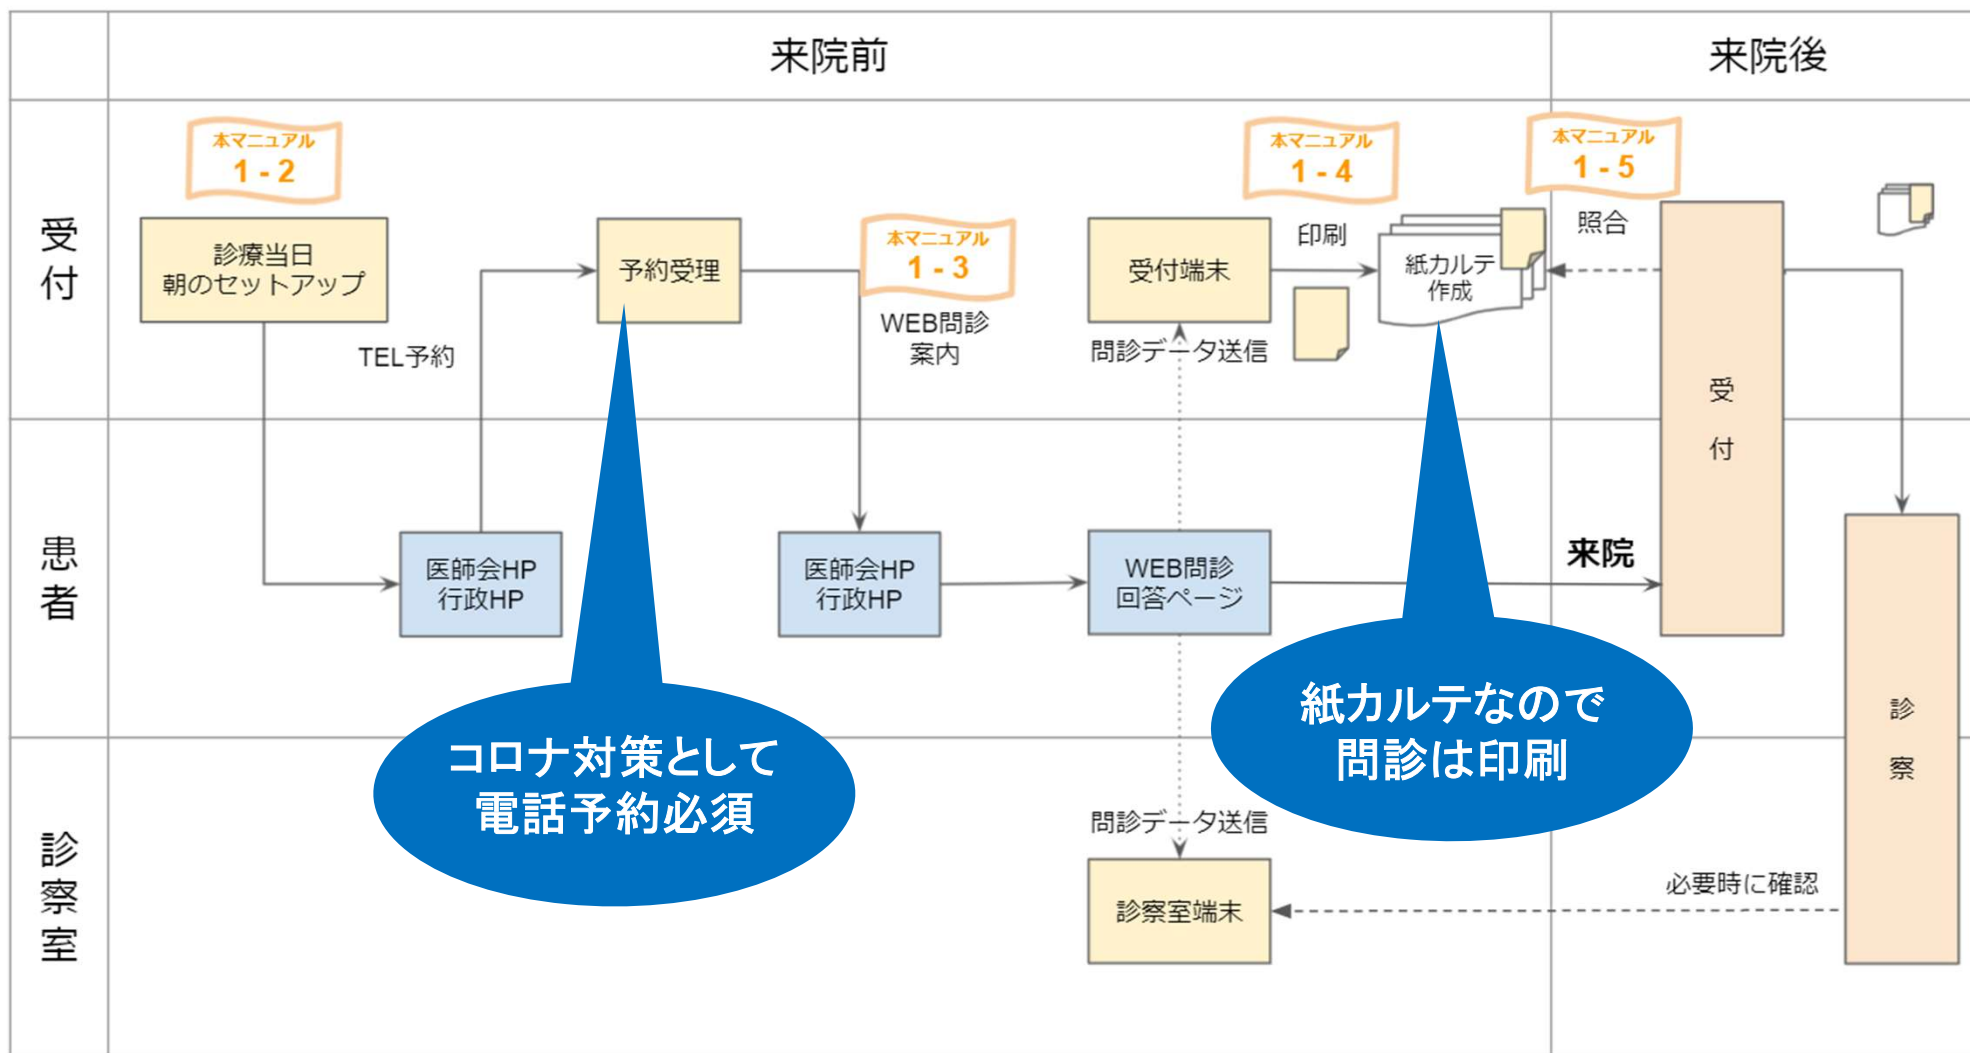 来院前
来院後
受付
本マニュアル
1 - 2
診療当日
朝のセットアップ
TEL予約
予約受理
本マニュアル
1 - 3
WEB問診
案内
受付端末
問診データ送信
本マニュアル
1 - 4
印刷
紙カルテ
作成
本マニュアル
1 - 5
照合
受付
患者
医師会HP
行政HP
医師会HP
行政HP
WEB問診
回答ページ
来院
コロナ対策として
電話予約必須
紙カルテなので
問診は印刷
診察
診察室
問診データ送信
診察室端末
必要時に確認